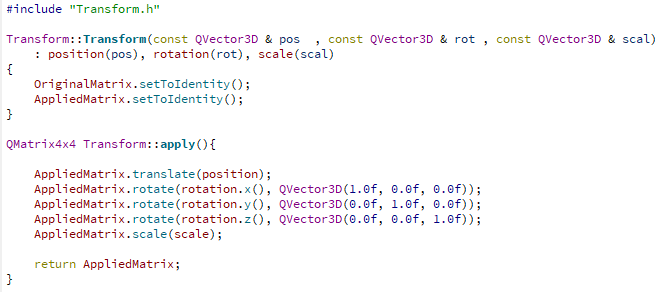 #include "Transform.h"
Transform::Transform(const QVector3D & pos  , const QVector3D & rot , const QVector3D & scal)
    : position(pos), rotation(rot), scale(scal)
{
    OriginalMatrix.setToIdentity();
    AppliedMatrix.setToIdentity();
}
QMatrix4x4 Transform::apply(){
    AppliedMatrix.translate(position);
    AppliedMatrix.rotate(rotation.x(), QVector3D(1.0f, 0.0f, 0.0f));
    AppliedMatrix.rotate(rotation.y(), QVector3D(0.0f, 1.0f, 0.0f));
    AppliedMatrix.rotate(rotation.z(), QVector3D(0.0f, 0.0f, 1.0f));
    AppliedMatrix.scale(scale);
    return AppliedMatrix;
}